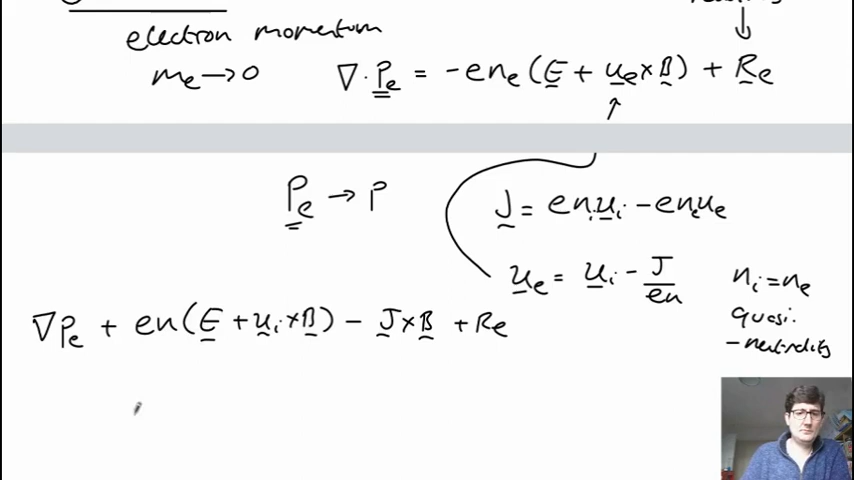 electron momentum
me → 0 ∇·Pe = -ene(E + ue×B) + Re
Pe → P J = eniui - eneue
ue = ui - J/en ni = ne
quasi-
-neutrality
∇Pe + en(E + ui×B) - J×B + Re